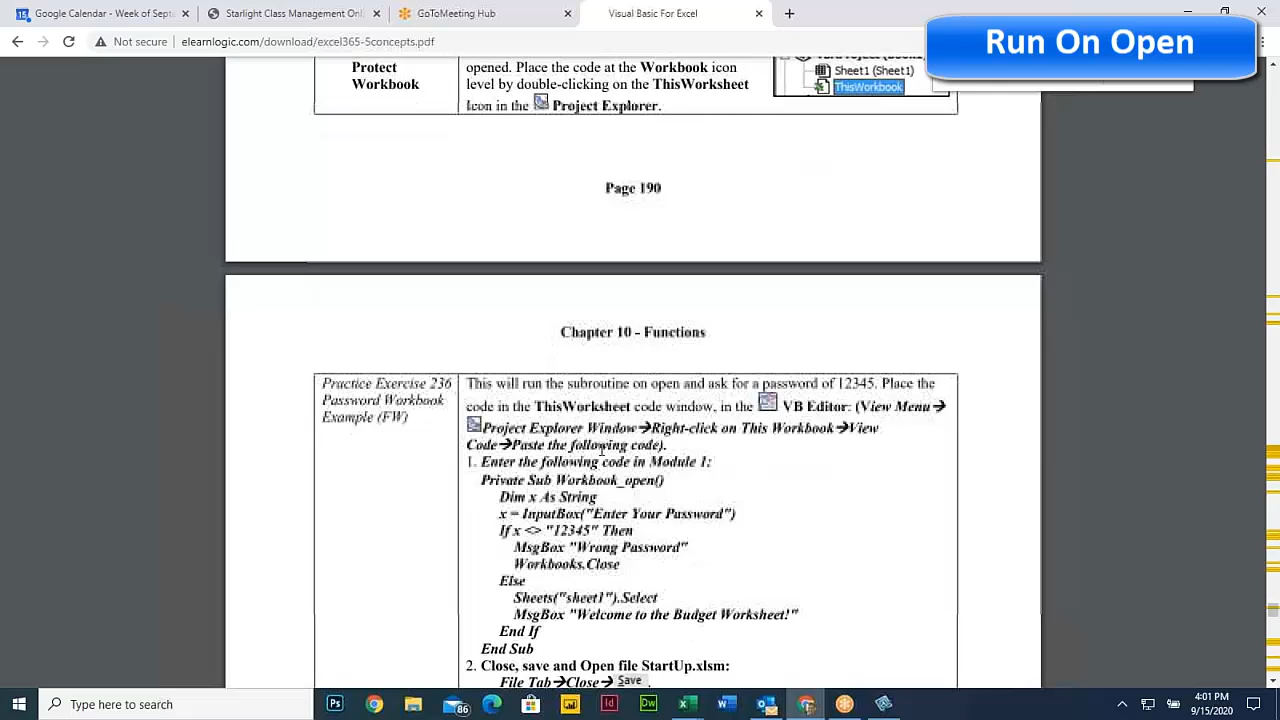 Google Calendar - Week of Septe
Starlight Class Management Onl
GoToMeeting Hub
Visual Basic For Excel
Not secure
elearnlogic.com/download/excel365-5concepts.pdf
Run On Open
Protect
Workbook
opened. Place the code at the Workbook icon
level by double-clicking on the ThisWorksheet
Icon in the Project Explorer.
Sheet1 (Sheet1)
ThisWorkbook
Page 190
Chapter 10 - Functions
Practice Exercise 236
Password Workbook
Example (FW)
This will run the subroutine on open and ask for a password of 12345. Place the
code in the ThisWorksheet code window, in the VB Editor: (View Menu→
Project Explorer Window→Right-click on This Workbook→View
Code→Paste the following code).
1. Enter the following code in Module 1:
Private Sub Workbook_open()
Dim x As String
x = InputBox("Enter Your Password")
If x <> "12345" Then
MsgBox "Wrong Password"
Workbooks.Close
Else
Sheets("sheet1").Select
MsgBox "Welcome to the Budget Worksheet!"
End If
End Sub
2. Close, save and Open file StartUp.xlsm:
File Tab→Close→ Save .
Type here to search
86
4:01 PM
9/15/2020